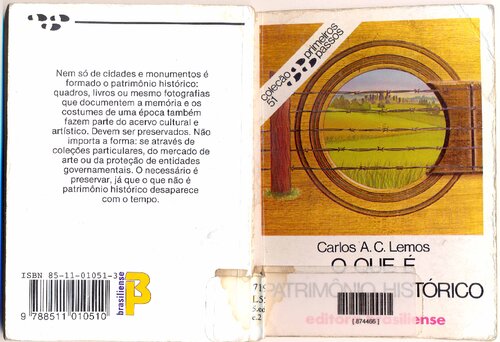 Nem só de cidades e monumentos é
formado o patrimônio histórico:
quadros, livros ou mesmo fotografias
que documentem a memória e os
costumes de uma época também
fazem parte do acervo cultural e
artístico. Devem ser preservados. Não
importa a forma: se através de
coleções particulares, do mercado de
arte ou da proteção de entidades
governamentais. O necessário é
preservar, já que o que não é
patrimônio histórico desaparece
com o tempo.
ISBN 85-11-01051-3
9 788511 010510
brasiliense
coleção primeiros
51 passos
Carlos A.C. Lemos
O QUE É
PATRIMÔNIO HISTÓRICO
editora brasiliense
[ 874466 ]
c.2